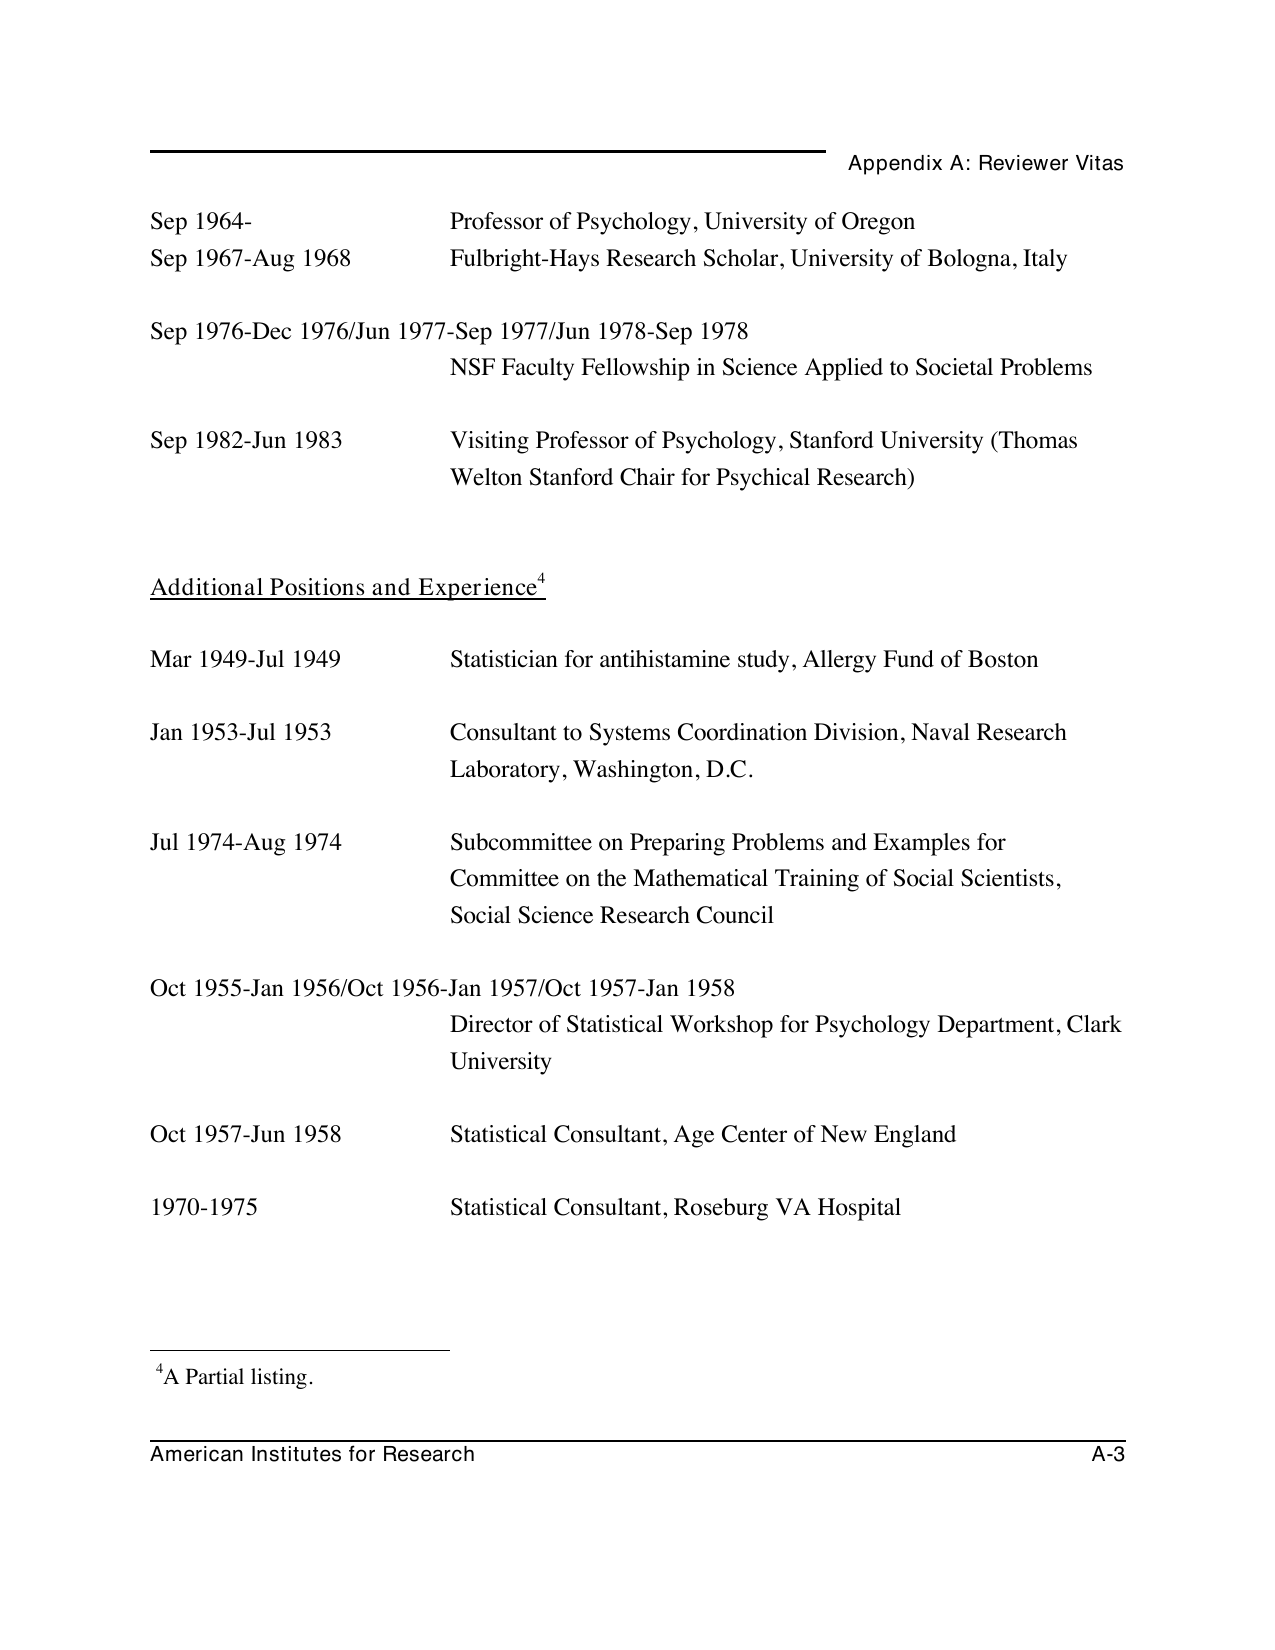 Appendix A: Reviewer Vitas
Sep 1964- Professor of Psychology, University of Oregon
Sep 1967-Aug 1968 Fulbright-Hays Research Scholar, University of Bologna, Italy
Sep 1976-Dec 1976/Jun 1977-Sep 1977/Jun 1978-Sep 1978
NSF Faculty Fellowship in Science Applied to Societal Problems
Sep 1982-Jun 1983 Visiting Professor of Psychology, Stanford University (Thomas
Welton Stanford Chair for Psychical Research)
Additional Positions and Experience4
Mar 1949-Jul 1949 Statistician for antihistamine study, Allergy Fund of Boston
Jan 1953-Jul 1953 Consultant to Systems Coordination Division, Naval Research
Laboratory, Washington, D.C.
Jul 1974-Aug 1974 Subcommittee on Preparing Problems and Examples for
Committee on the Mathematical Training of Social Scientists,
Social Science Research Council
Oct 1955-Jan 1956/Oct 1956-Jan 1957/Oct 1957-Jan 1958
Director of Statistical Workshop for Psychology Department, Clark
University
Oct 1957-Jun 1958 Statistical Consultant, Age Center of New England
1970-1975 Statistical Consultant, Roseburg VA Hospital
4A Partial listing.
American Institutes for Research A-3